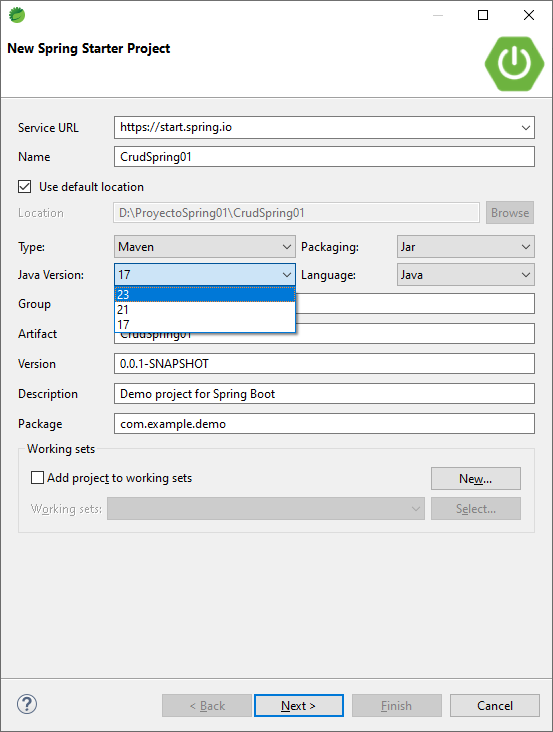 New Spring Starter Project
Service URL https://start.spring.io
Name CrudSpring01
Use default location
Location D:\ProyectoSpring01\CrudSpring01 Browse
Type: Maven Packaging: Jar
Java Version: 17 Language: Java
23
Group
21
17
Artifact CrudSpring01
Version 0.0.1-SNAPSHOT
Description Demo project for Spring Boot
Package com.example.demo
Working sets
Add project to working sets New...
Working sets: Select...
? < Back Next > Finish Cancel